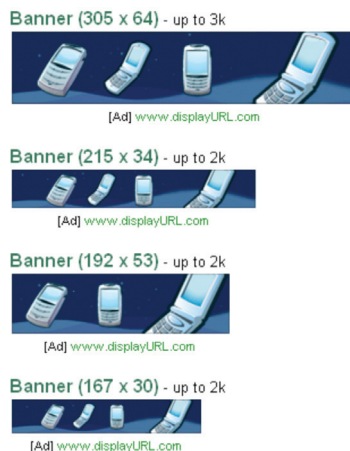 Banner (305 x 64) - up to 3k
[Ad] www.displayURL.com
Banner (215 x 34) - up to 2k
[Ad] www.displayURL.com
Banner (192 x 53) - up to 2k
[Ad] www.displayURL.com
Banner (167 x 30) - up to 2k
[Ad] www.displayURL.com